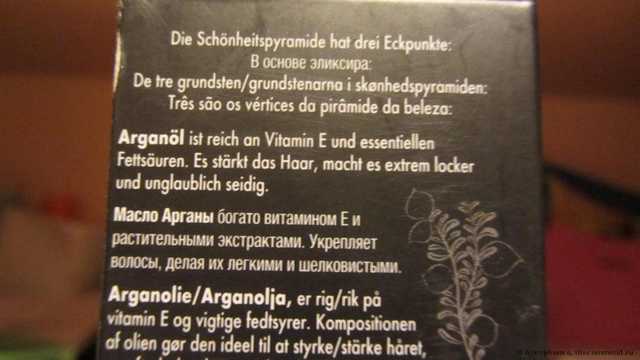 Die Schönheitspyramide hat drei Eckpunkte:
В основе эликсира:
De tre grundsten/grundstenarna i skønhedspyramiden:
Três são os vértices da pirâmide da beleza:
Arganöl ist reich an Vitamin E und essentiellen
Fettsäuren. Es stärkt das Haar, macht es extrem locker
und unglaublich seidig.
Масло Арганы богато витамином Е и
растительными экстрактами. Укрепляет
волосы, делая их легкими и шелковистыми.
Arganolie/Arganolja, er rig/rik på
vitamin E og vigtige fedtsyrer. Kompositionen
af olien gør den ideel til at styrke/stärke håret,